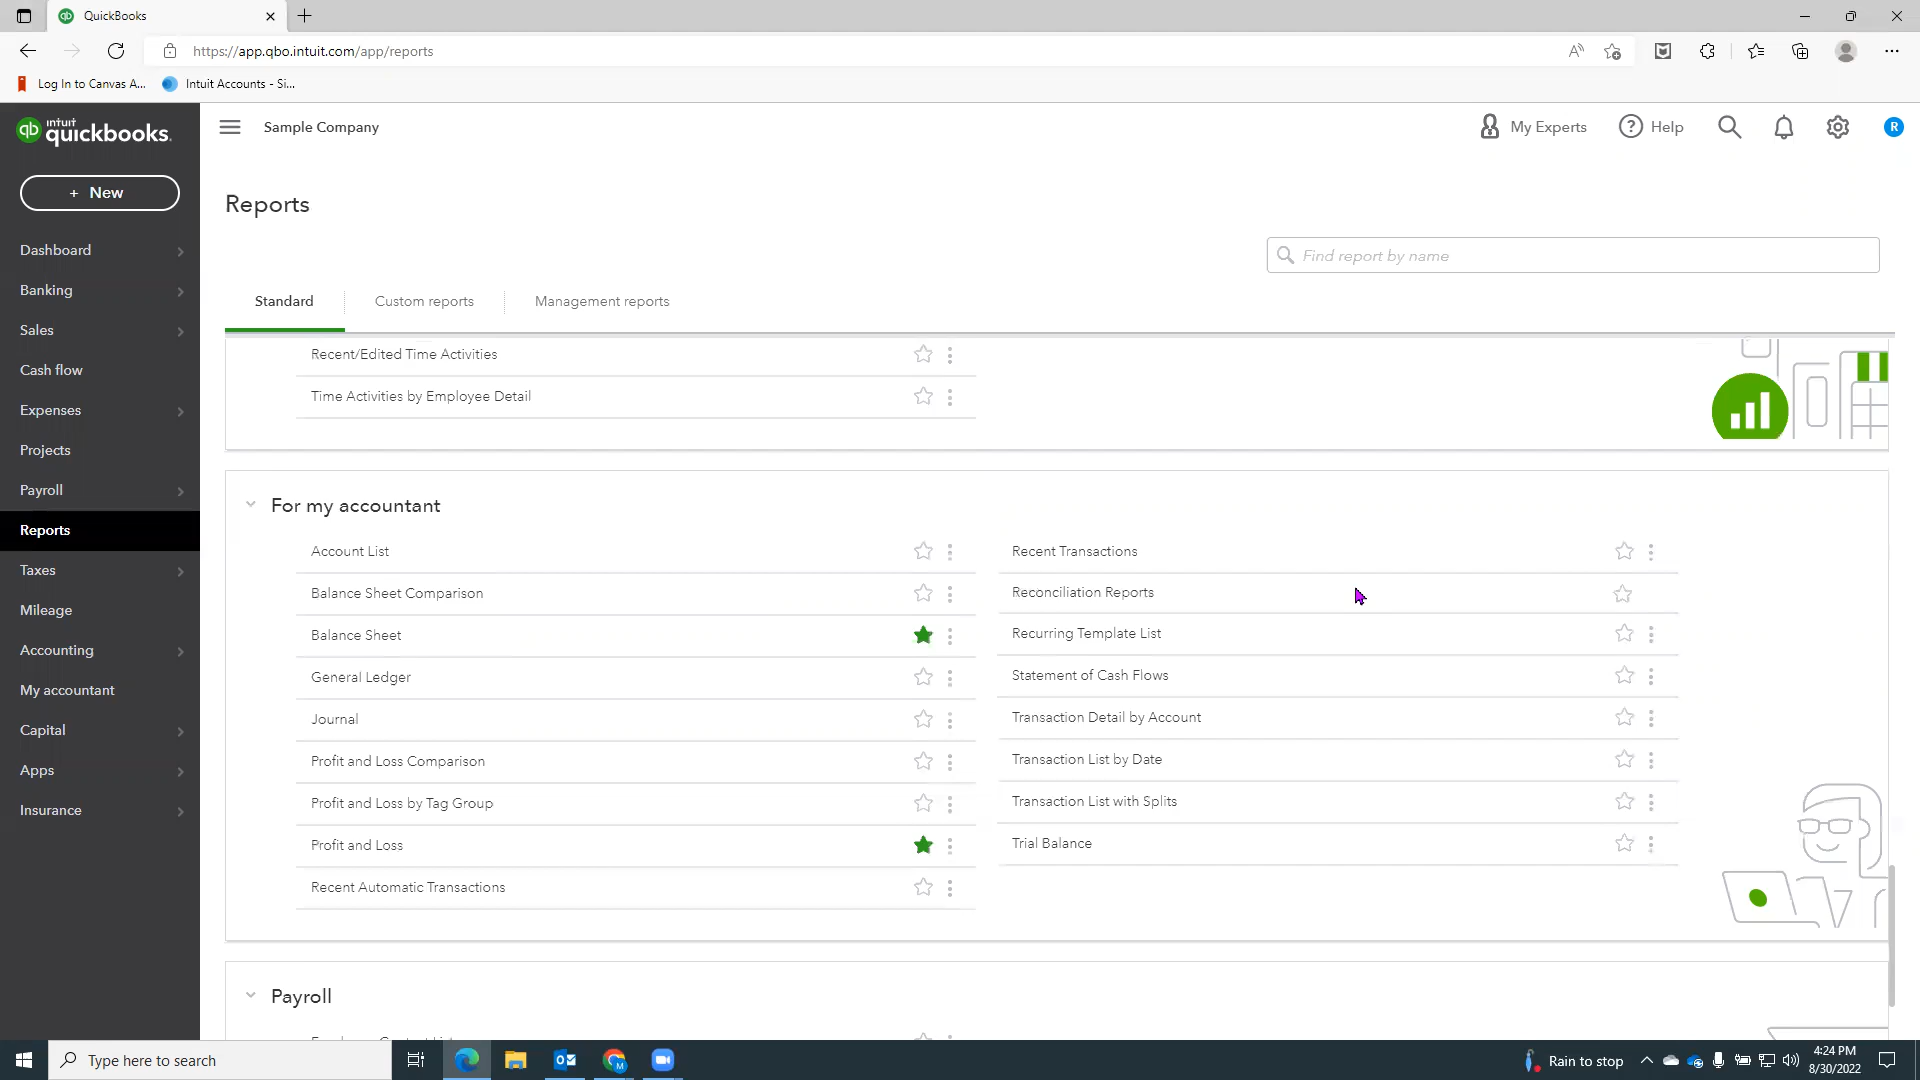 QuickBooks
https://app.qbo.intuit.com/app/reports
Log In to Canvas A...
Intuit Accounts - Si...
intuit
quickbooks.
Sample Company
My Experts
Help
R
+ New
Dashboard
Banking
Sales
Cash flow
Expenses
Projects
Payroll
Reports
Taxes
Mileage
Accounting
My accountant
Capital
Apps
Insurance
Reports
Find report by name
Standard
Custom reports
Management reports
Recent/Edited Time Activities
Time Activities by Employee Detail
For my accountant
Account List
Balance Sheet Comparison
Balance Sheet
General Ledger
Journal
Profit and Loss Comparison
Profit and Loss by Tag Group
Profit and Loss
Recent Automatic Transactions
Recent Transactions
Reconciliation Reports
Recurring Template List
Statement of Cash Flows
Transaction Detail by Account
Transaction List by Date
Transaction List with Splits
Trial Balance
Payroll
Type here to search
Rain to stop
4:24 PM
8/30/2022